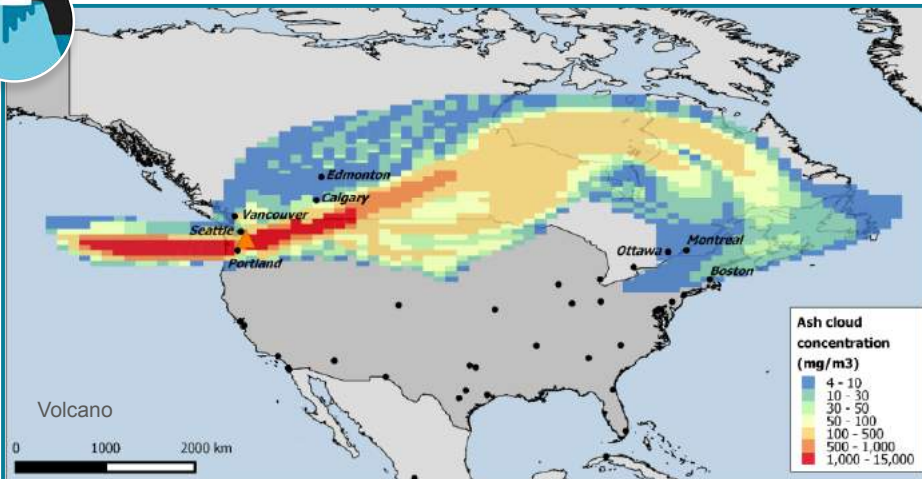 Edmonton
Calgary
Vancouver
Seattle
Portland
Ottawa
Montreal
Boston
Volcano
0 1000 2000 km
Ash cloud
concentration
(mg/m3)
4 - 10
10 - 30
30 - 50
50 - 100
100 - 500
500 - 1,000
1,000 - 15,000